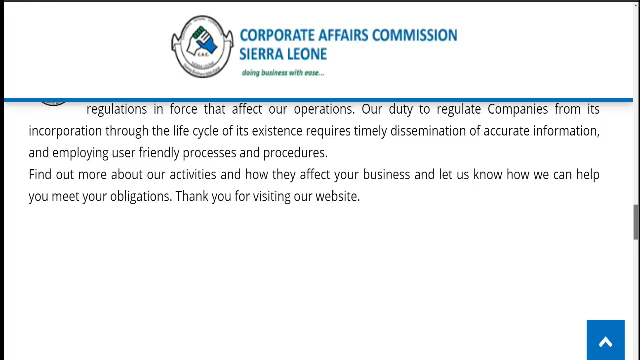 CORPORATE AFFAIRS COMMISSION
SIERRA LEONE
doing business with ease...
C.A.C
regulations in force that affect our operations. Our duty to regulate Companies from its
incorporation through the life cycle of its existence requires timely dissemination of accurate information,
and employing user friendly processes and procedures.
Find out more about our activities and how they affect your business and let us know how we can help
you meet your obligations. Thank you for visiting our website.